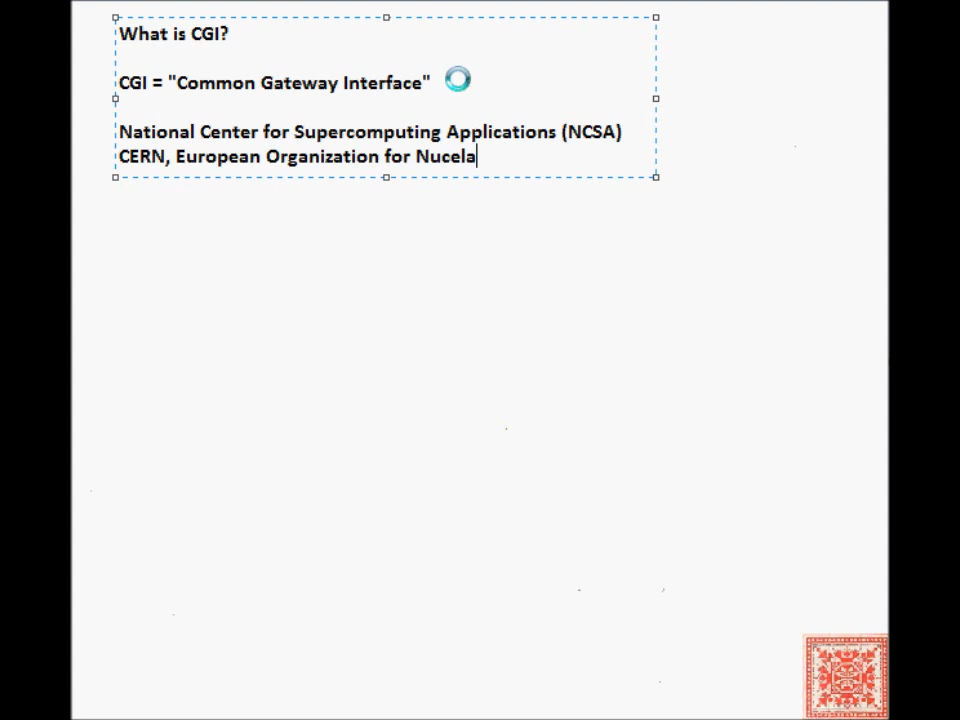 What is CGI?
CGI = "Common Gateway Interface"
National Center for Supercomputing Applications (NCSA)
CERN, European Organization for Nucela